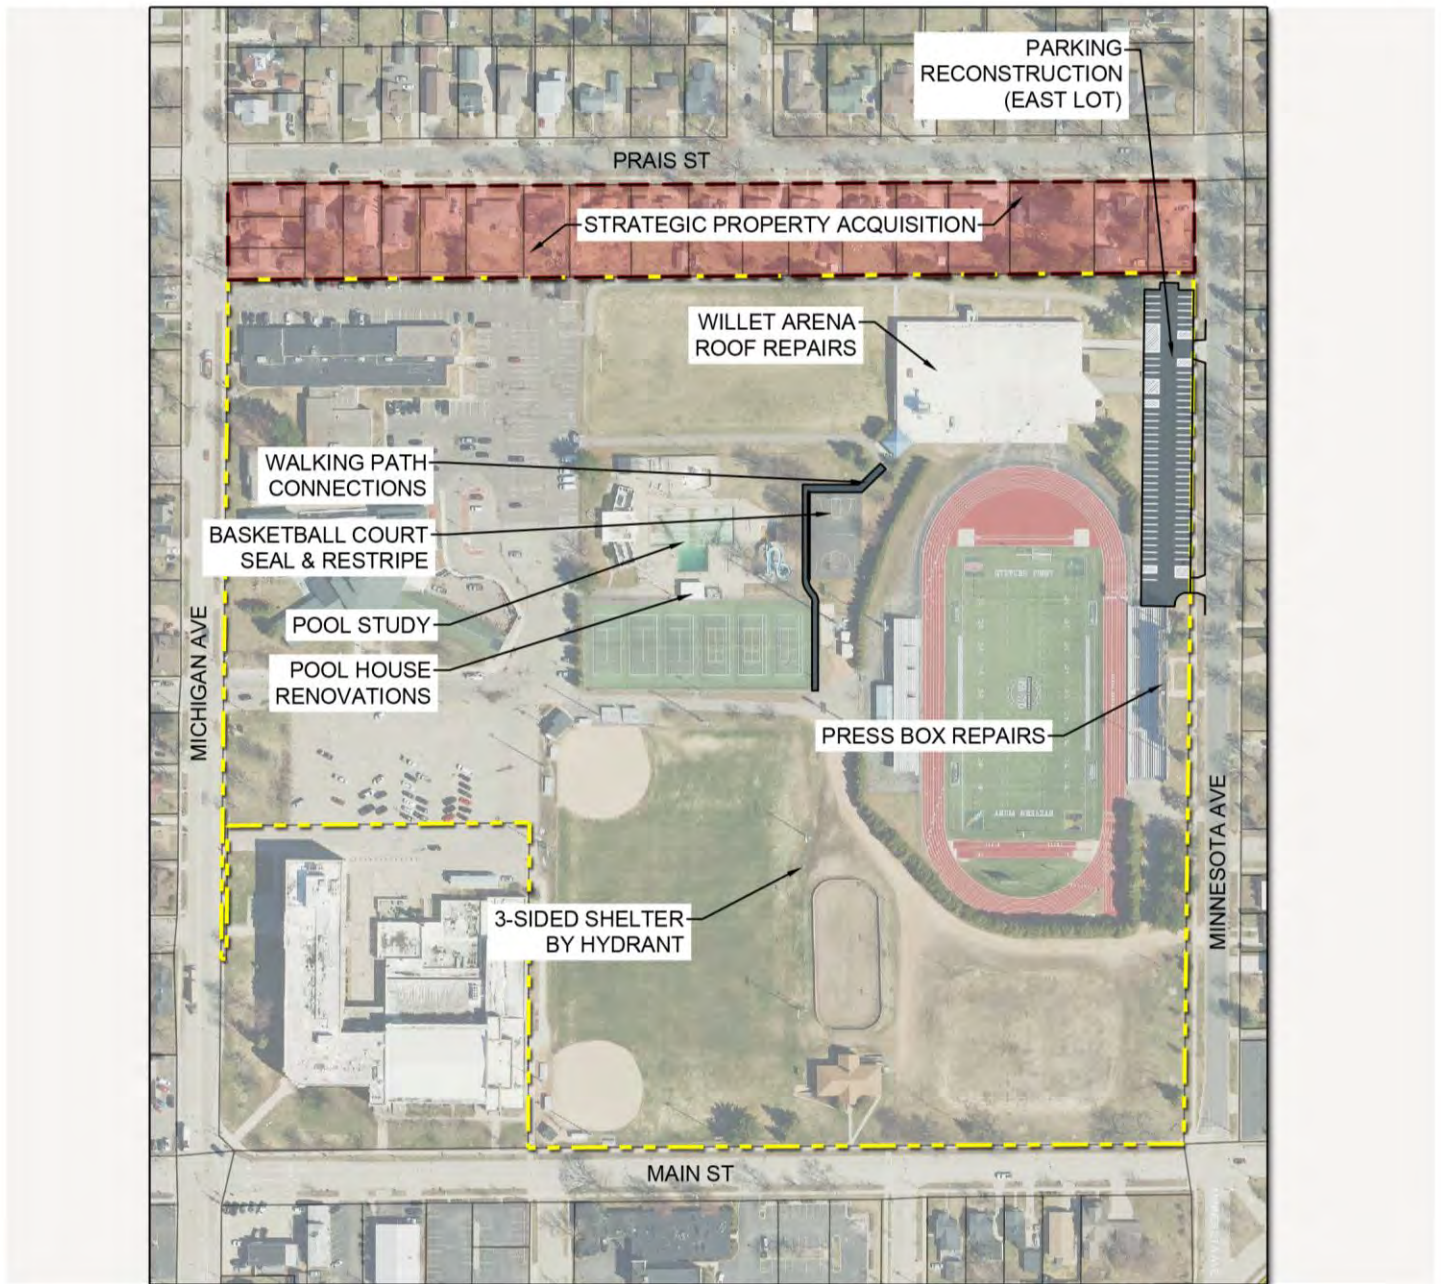 PARKING
RECONSTRUCTION
(EAST LOT)
PRAIS ST
STRATEGIC PROPERTY ACQUISITION
WILLET ARENA
ROOF REPAIRS
WALKING PATH
CONNECTIONS
BASKETBALL COURT
SEAL & RESTRIPE
POOL STUDY
POOL HOUSE
RENOVATIONS
MICHIGAN AVE
PRESS BOX REPAIRS
MINNESOTA AVE
3-SIDED SHELTER
BY HYDRANT
MAIN ST